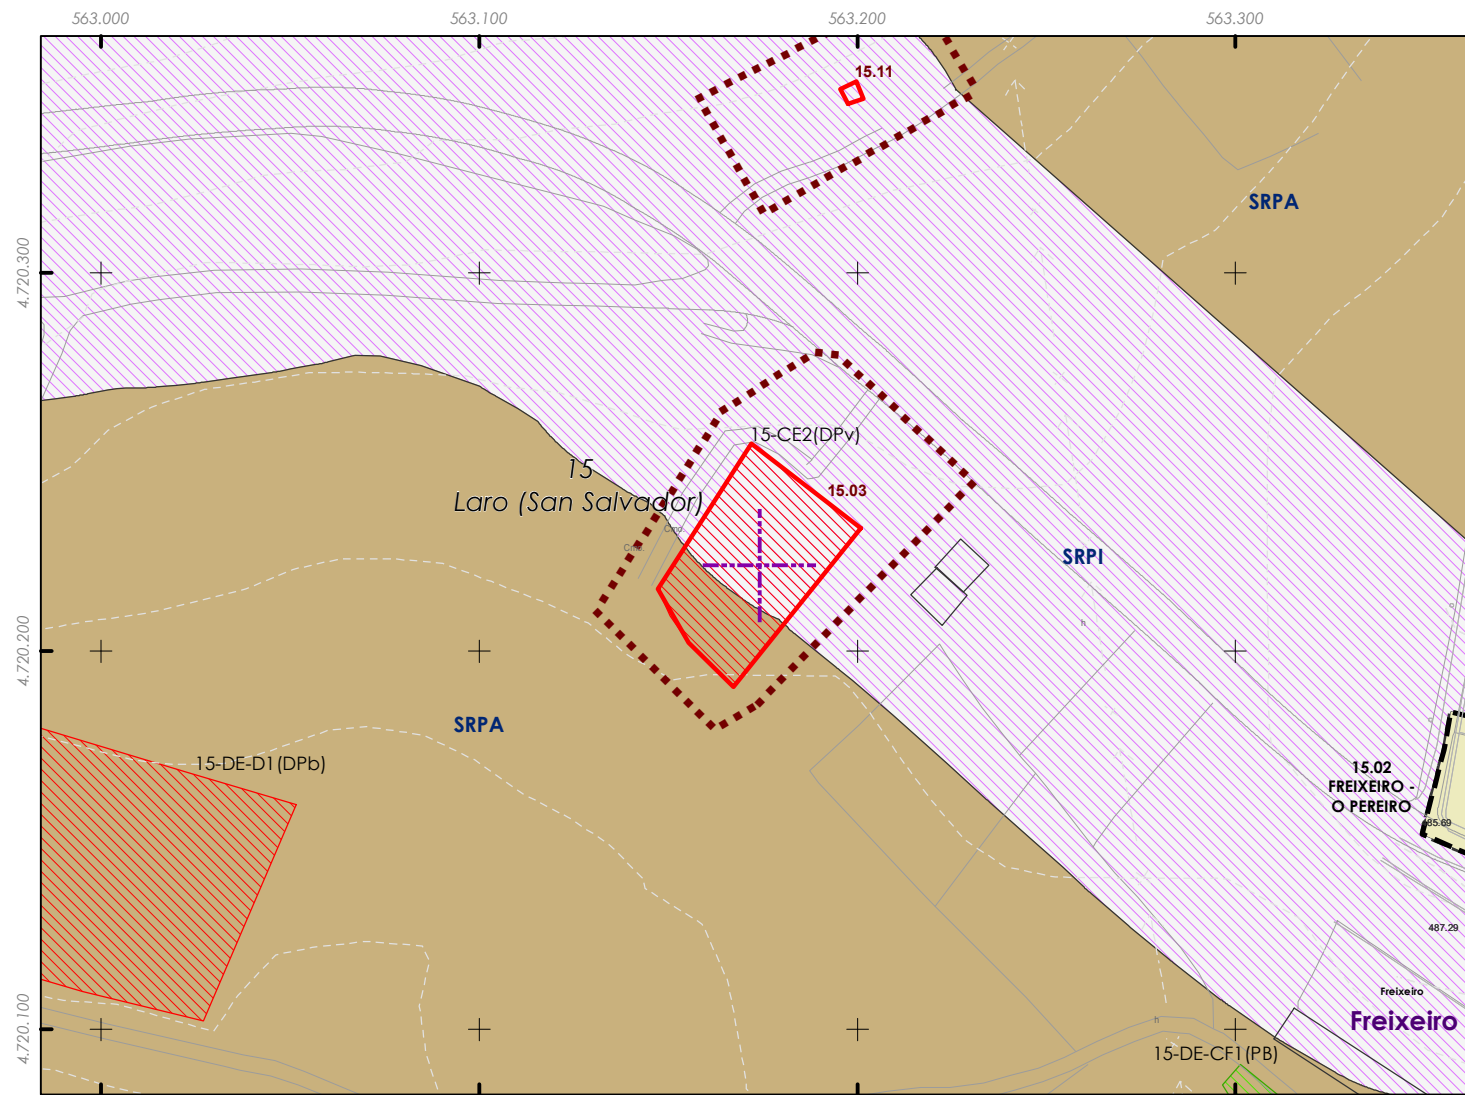 563.000
563.100
563.200
563.300
15.11
SRPA
4.720.300
15-CE2(DPv)
15
Laro (San Salvador)
15.03
Cmo.
Cmo.
SRPI
h
4.720.200
SRPA
15-DE-D1(DPb)
15.02
FREIXEIRO -
O PEREIRO
485.69
487.29
Freixeiro
Freixeiro
4.720.100
h
15-DE-CF1(PB)